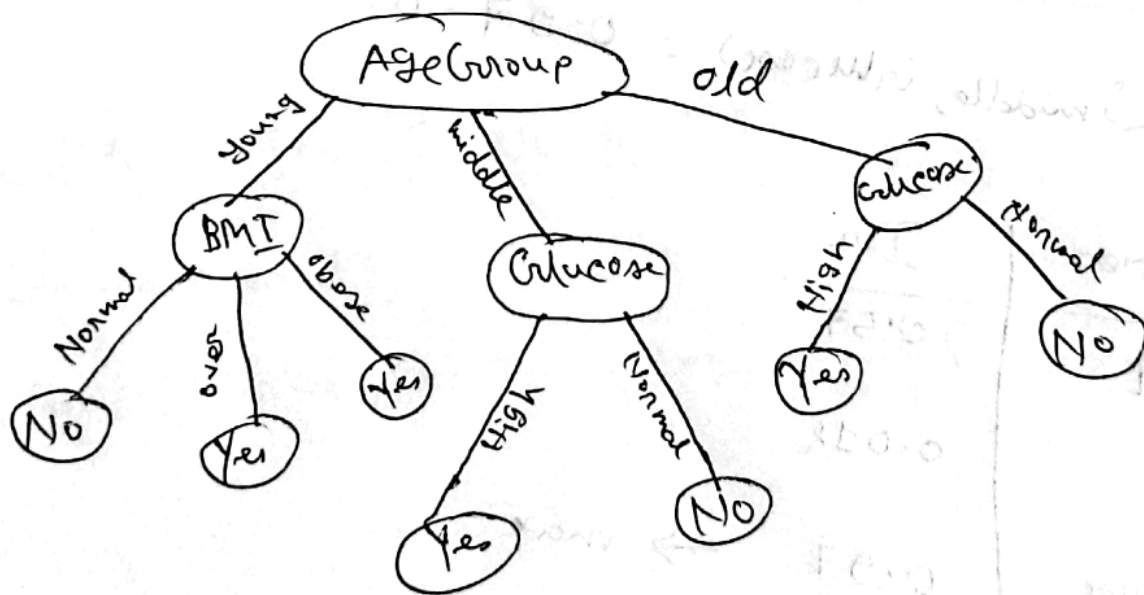 AgeGroup
Young
middle
Old
BMI
Glucose
Glucose
Normal
over
obose
High
Normal
High
Normal
No
Yes
Yes
Yes
No
Yes
No